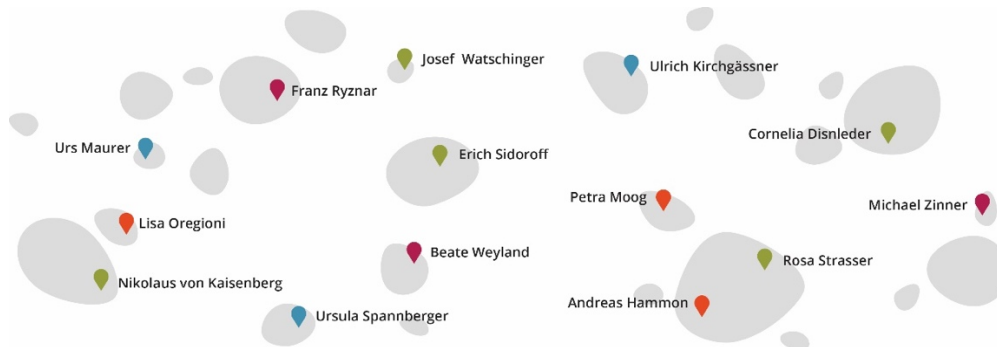 Josef Watschinger
Ulrich Kirchgässner
Franz Ryznar
Cornelia Disnleder
Urs Maurer
Erich Sidoroff
Petra Moog
Michael Zinner
Lisa Oregioni
Beate Weyland
Rosa Strasser
Nikolaus von Kaisenberg
Andreas Hammon
Ursula Spannberger